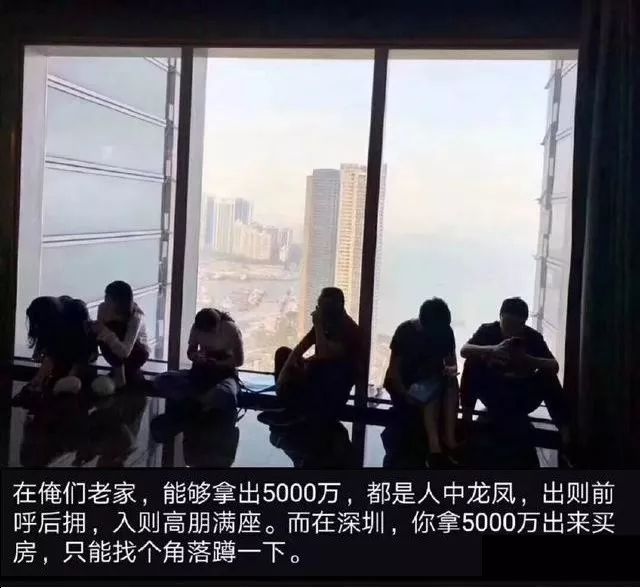 在俺们老家，能够拿出5000万，都是人中龙凤，出则前
呼后拥，入则高朋满座。而在深圳，你拿5000万出来买
房，只能找个角落蹲一下。